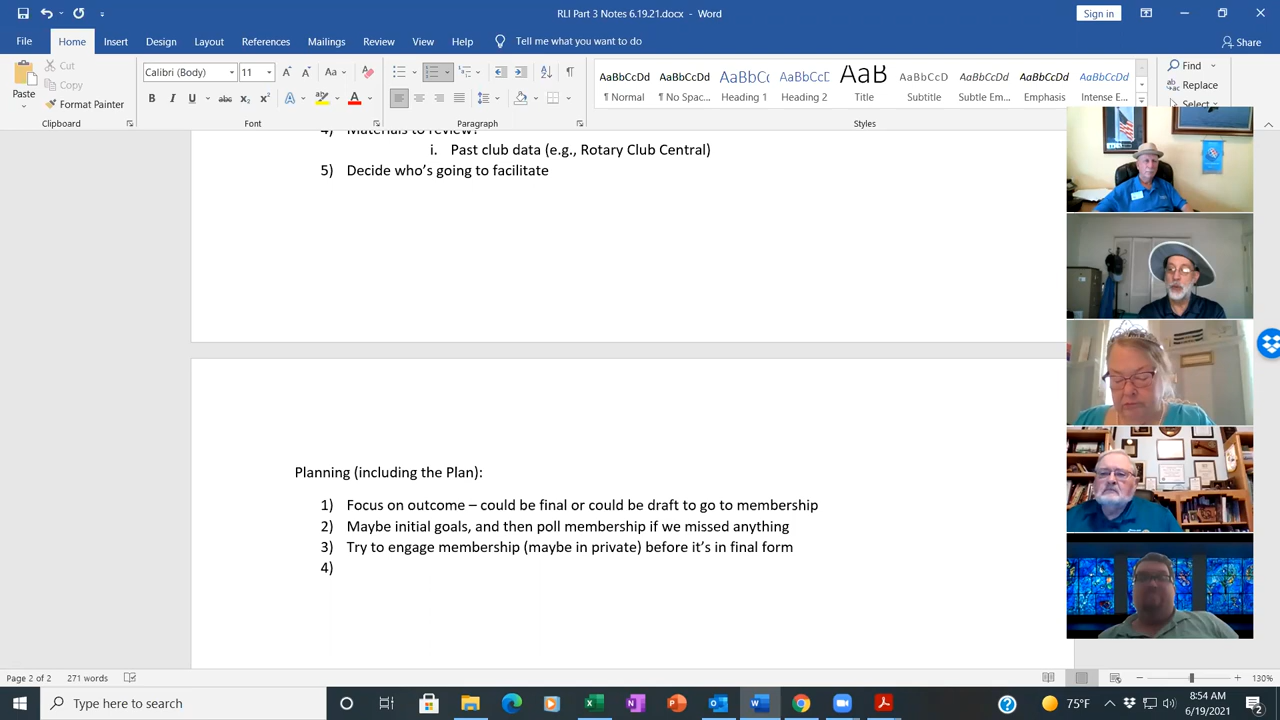 RLI Part 3 Notes 6.19.21.docx - Word
Sign in
File Home Insert Design Layout References Mailings Review View Help Tell me what you want to do
Share
Paste
Cut
Copy
Format Painter
Clipboard
Calibri (Body) 11
Font
Paragraph
AaBbCcDd AaBbCcDd AaBbCc AaBbCcD AaB AaBbCcD AaBbCcDd AaBbCcDd AaBbCcDd
¶ Normal ¶ No Spac... Heading 1 Heading 2 Title Subtitle Subtle Em... Emphasis Intense E...
Styles
Find
Replace
Select
4) Materials to review?
i. Past club data (e.g., Rotary Club Central)
5) Decide who's going to facilitate
Planning (including the Plan):
1) Focus on outcome – could be final or could be draft to go to membership
2) Maybe initial goals, and then poll membership if we missed anything
3) Try to engage membership (maybe in private) before it's in final form
4)
Page 2 of 2 271 words
130%
Type here to search
75°F
8:54 AM
6/19/2021
2